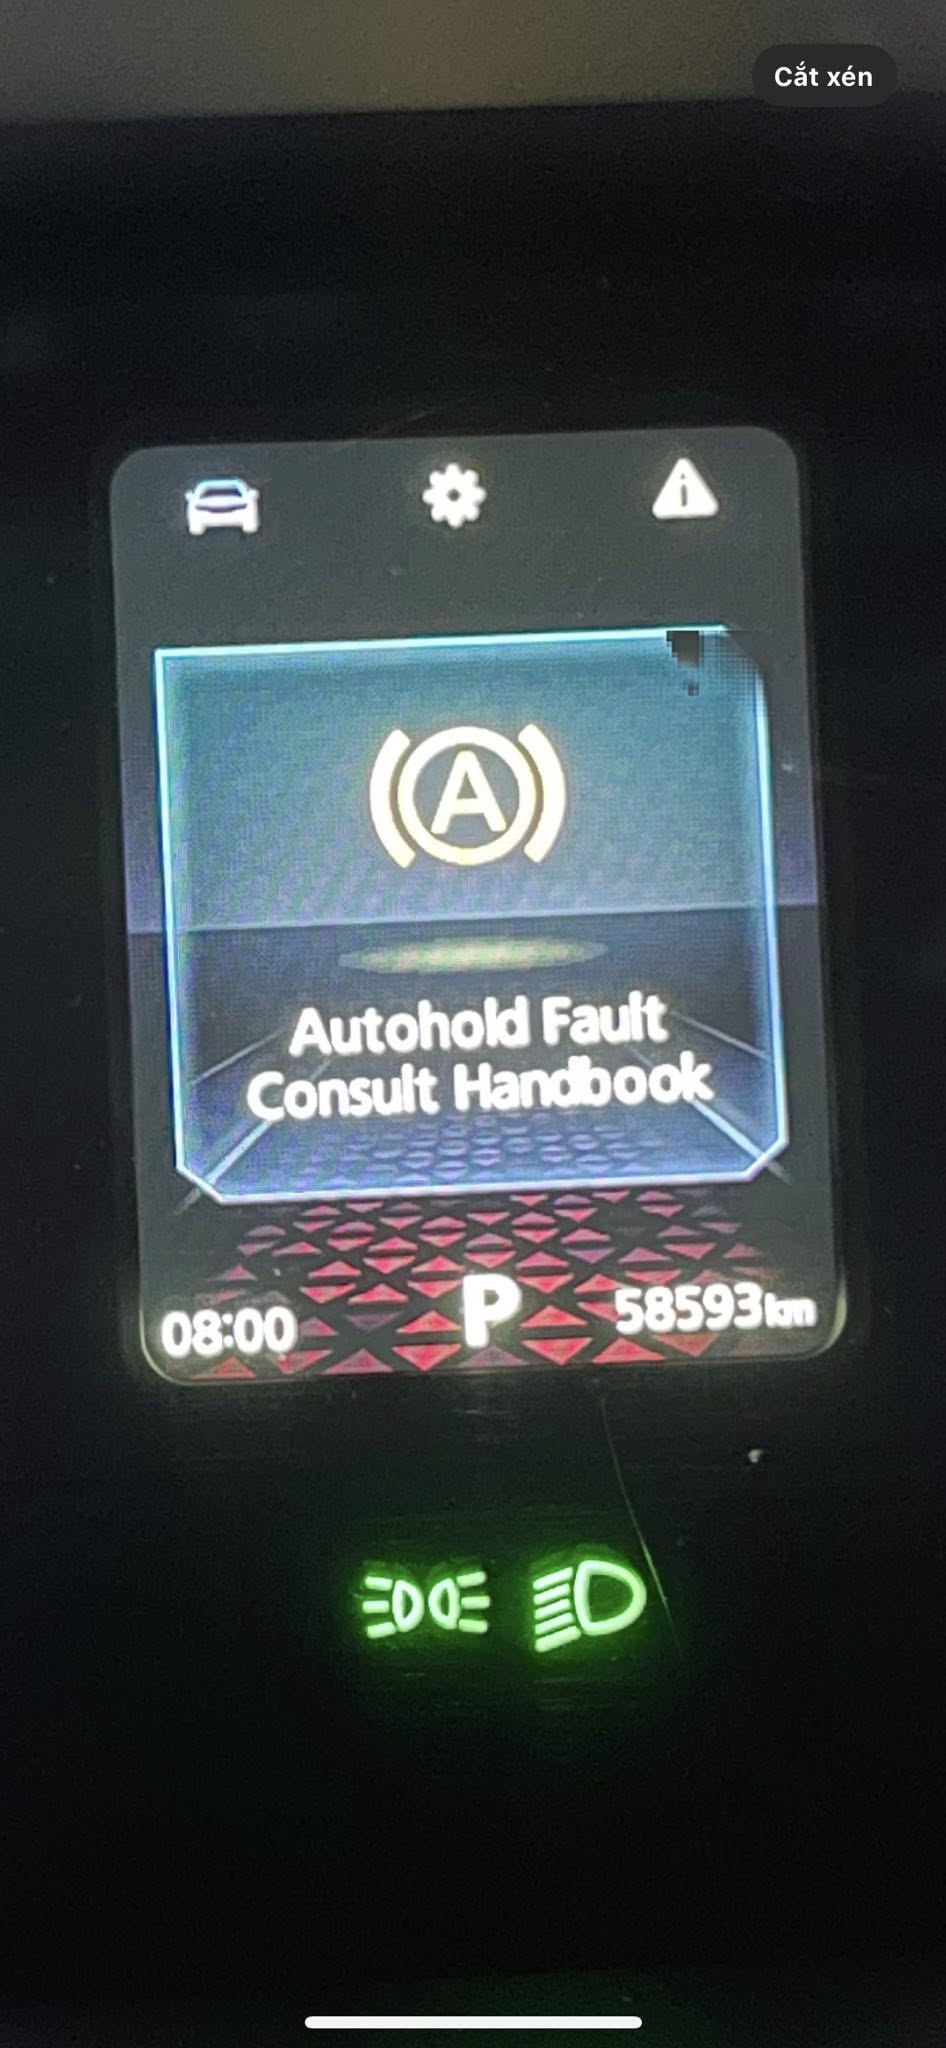 Cắt xén
A
Autohold Fault
Consult Handbook
08:00 P 58593km